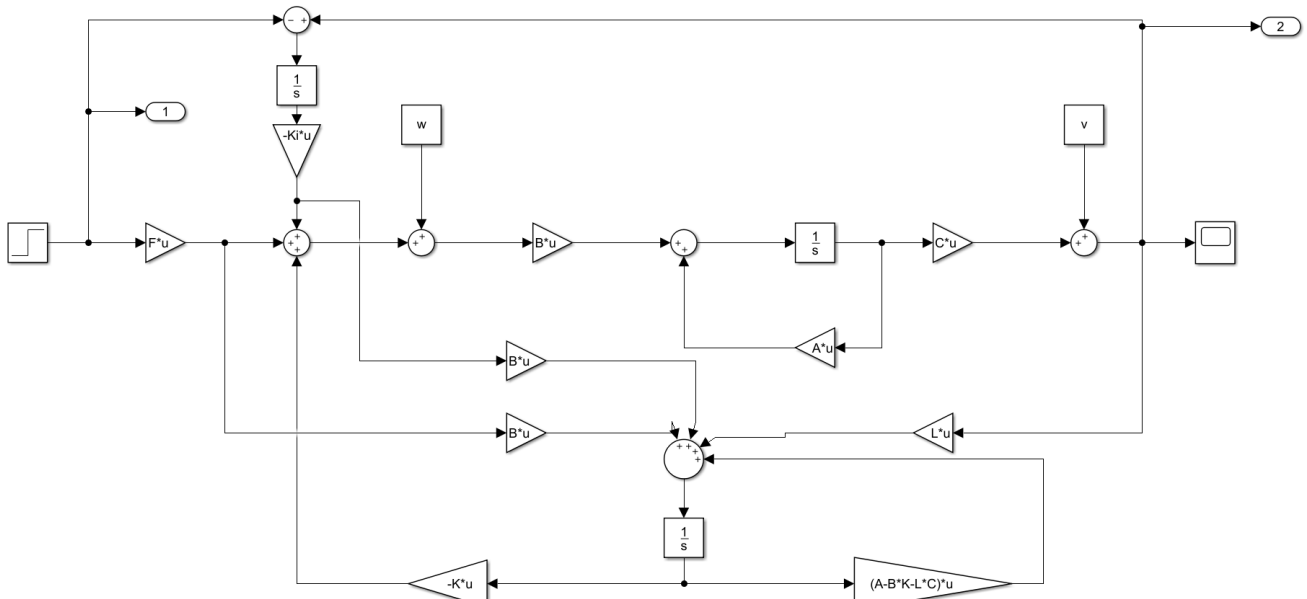 - +
2
1
s
1
-Ki*u
w
v
F*u
+
+
+
+
+
B*u
+
+
1
s
C*u
+
+
A*u
B*u
B*u
L*u
+ +
+
+
1
s
-K*u
(A-B*K-L*C)*u